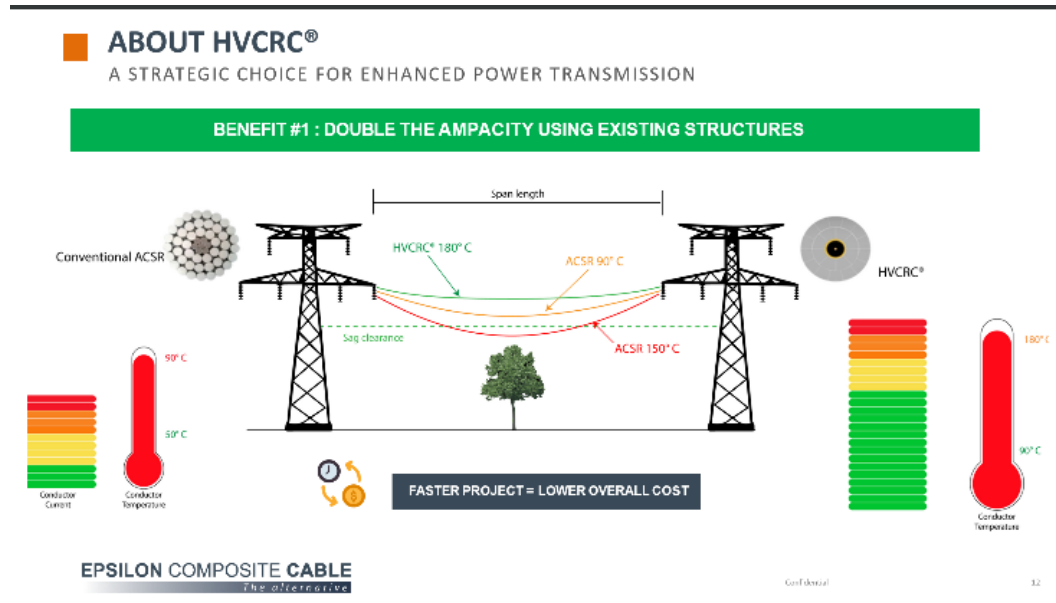 ABOUT HVCRC®
A STRATEGIC CHOICE FOR ENHANCED POWER TRANSMISSION
BENEFIT #1 : DOUBLE THE AMPACITY USING EXISTING STRUCTURES
Span length
Conventional ACSR
HVCRC® 180° C
ACSR 90° C
HVCRC®
Sag clearance
ACSR 150° C
90° C
50° C
180° C
90° C
Conductor
Current
Conductor
Temperature
Conductor
Temperature
FASTER PROJECT = LOWER OVERALL COST
EPSILON COMPOSITE CABLE
The alternative
Confidential
12